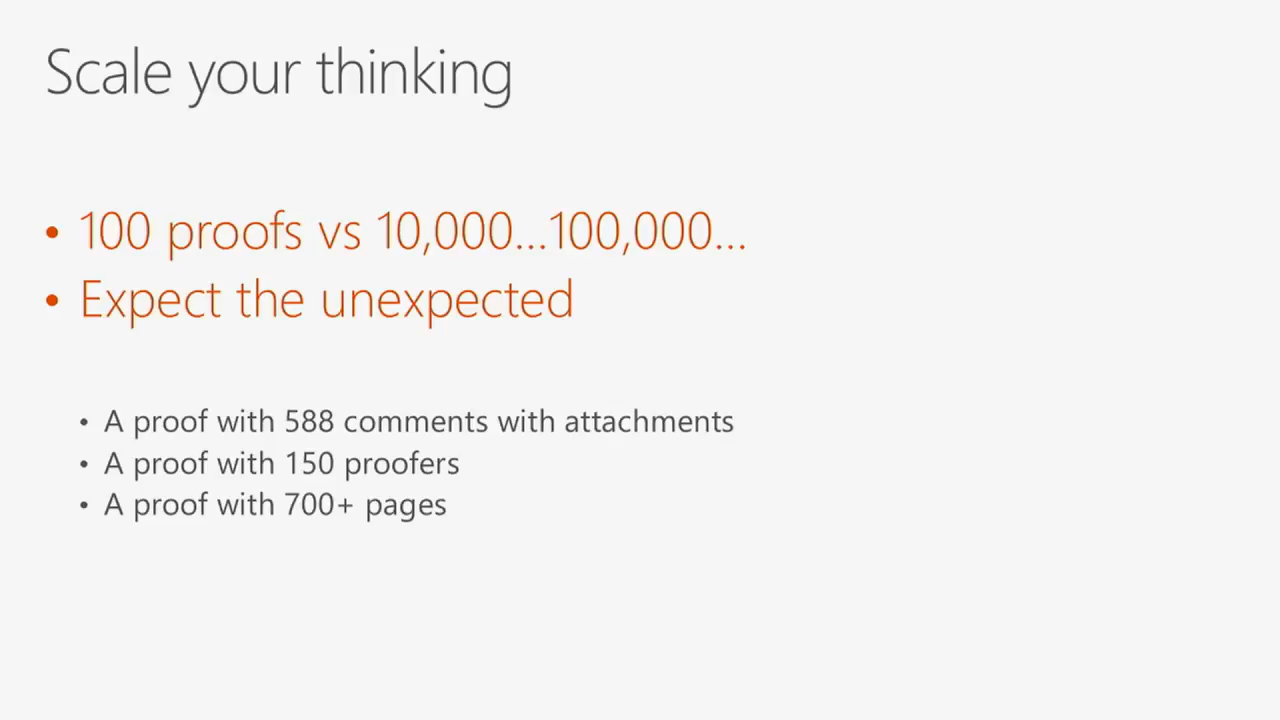 Scale your thinking
• 100 proofs vs 10,000...100,000...
• Expect the unexpected
• A proof with 588 comments with attachments
• A proof with 150 proofers
• A proof with 700+ pages